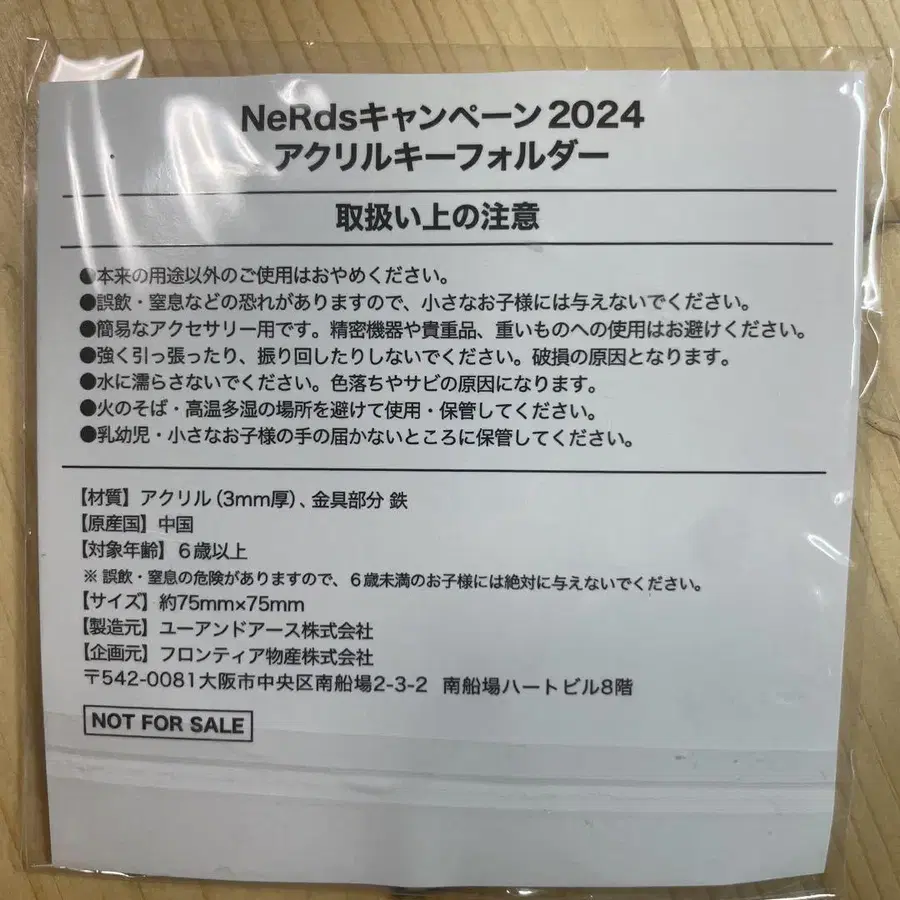 NeRdsキャンペーン2024
アクリルキーフォルダー
取扱い上の注意
●本来の用途以外のご使用はおやめください。
●誤飲・窒息などの恐れがありますので、小さなお子様には与えないでください。
●簡易なアクセサリー用です。精密機器や貴重品、重いものへの使用はお避けください。
●強く引っ張ったり、振り回したりしないでください。破損の原因となります。
●水に濡らさないでください。色落ちやサビの原因になります。
●火のそば・高温多湿の場所を避けて使用・保管してください。
●乳幼児・小さなお子様の手の届かないところに保管してください。
【材質】アクリル(3mm厚)、金具部分 鉄
【原産国】中国
【対象年齢】6歳以上
※ 誤飲・窒息の危険がありますので、6歳未満のお子様には絶対に与えないでください。
【サイズ】約75mm×75mm
【製造元】ユーアンドアース株式会社
【企画元】フロンティア物産株式会社
〒542-0081大阪市中央区南船場2-3-2 南船場ハートビル8階
NOT FOR SALE